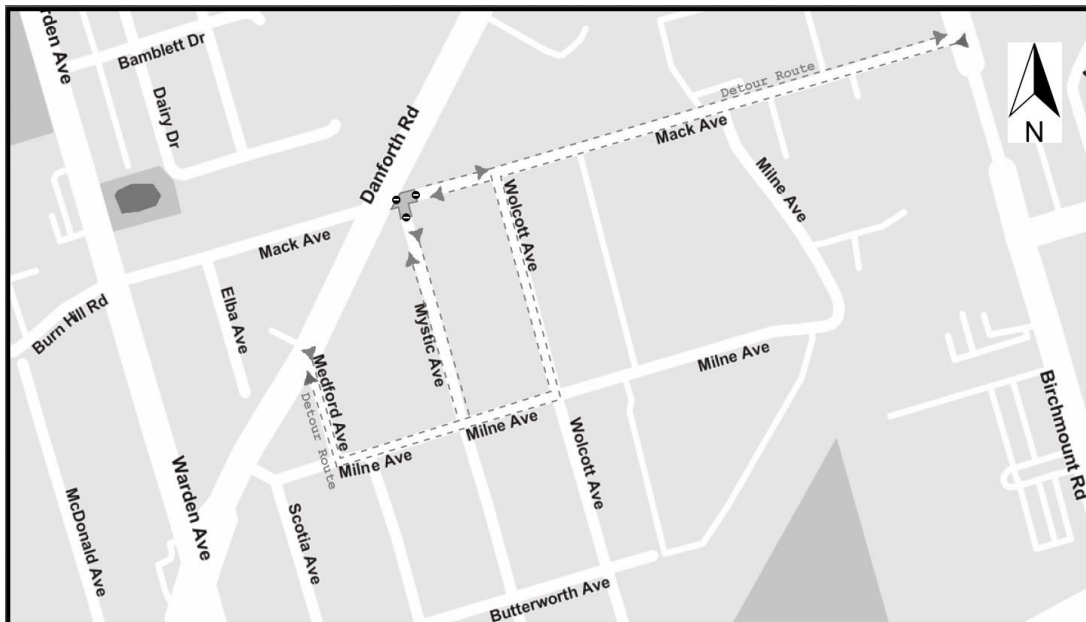 rden Ave
Bamblett Dr
Dairy Dr
Danforth Rd
Detour Route
Mack Ave
N
Milne Ave
Wolcott Ave
Mack Ave
Elba Ave
Burn Hill Rd
Mystic Ave
Medford Ave
Milne Ave
Detour Route
Milne Ave
Milne Ave
Birchmount Rd
Wolcott Ave
Warden Ave
McDonald Ave
Scotia Ave
Butterworth Ave